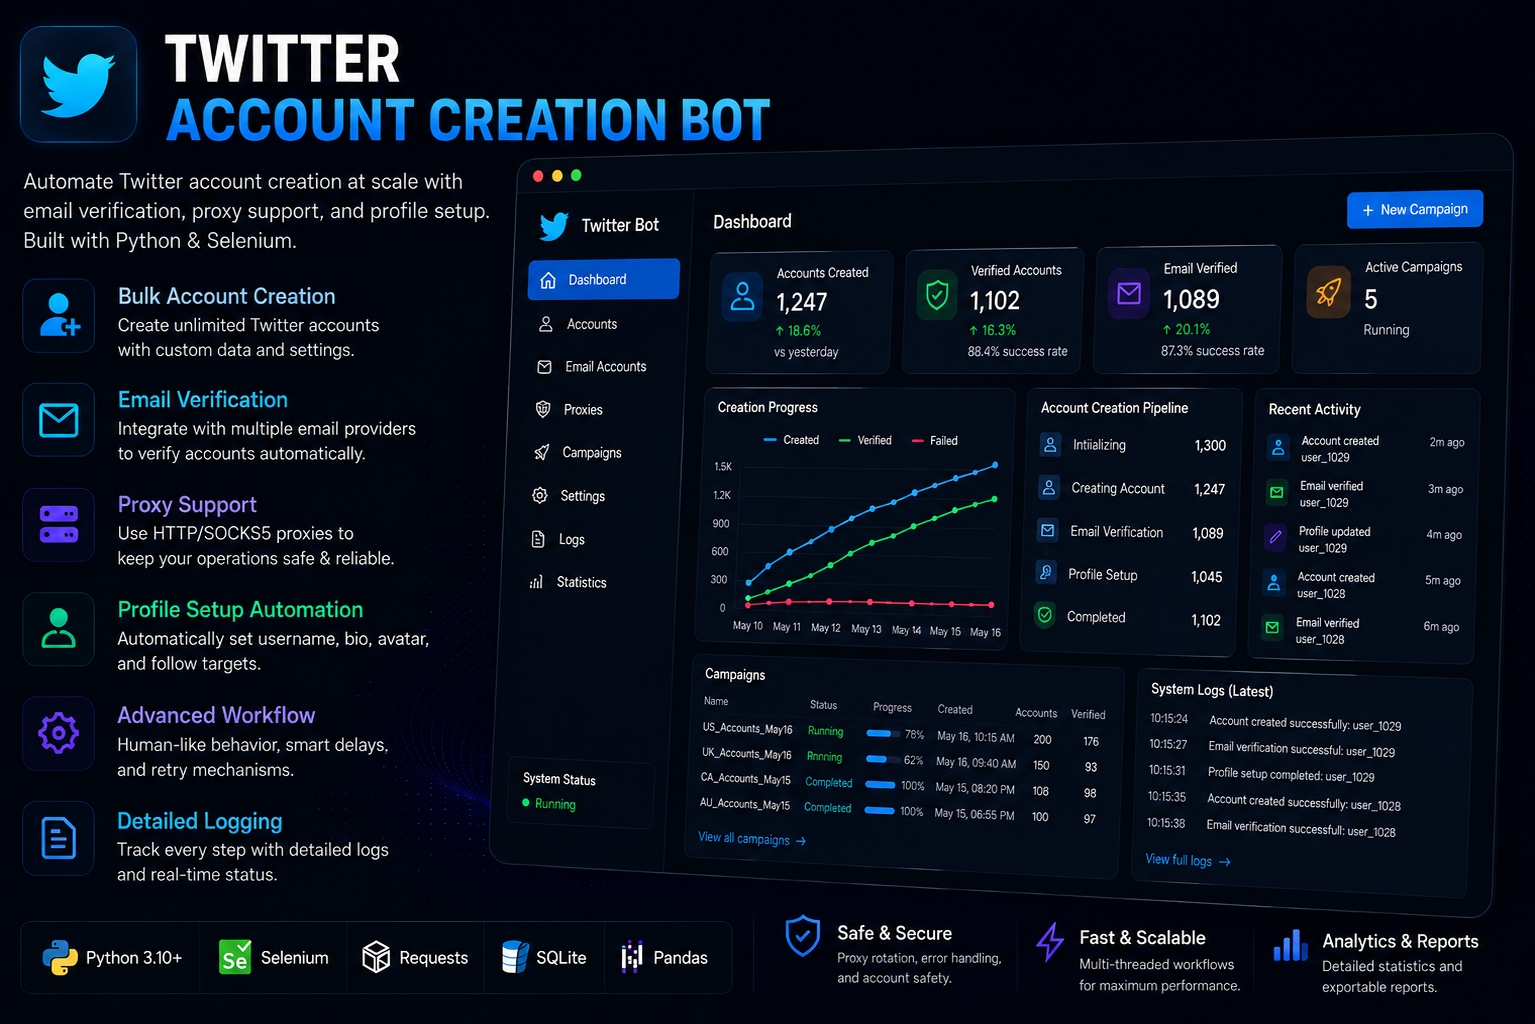 TWITTER
ACCOUNT CREATION BOT
Automate Twitter account creation at scale with
email verification, proxy support, and profile setup.
Built with Python & Selenium.
Bulk Account Creation
Create unlimited Twitter accounts
with custom data and settings.
Email Verification
Integrate with multiple email providers
to verify accounts automatically.
Proxy Support
Use HTTP/SOCKS5 proxies to
keep your operations safe & reliable.
Profile Setup Automation
Automatically set username, bio, avatar,
and follow targets.
Advanced Workflow
Human-like behavior, smart delays,
and retry mechanisms.
Detailed Logging
Track every step with detailed logs
and real-time status.
Twitter Bot
Dashboard
Accounts
Email Accounts
Proxies
Campaigns
Settings
Logs
Statistics
System Status
Running
Dashboard
+ New Campaign
Accounts Created
1,247
↑ 18.6%
vs yesterday
Verified Accounts
1,102
↑ 16.3%
88.4% success rate
Email Verified
1,089
↑ 20.1%
87.3% success rate
Active Campaigns
5
Running
Creation Progress
Created Verified Failed
1.5K
1.2K
900
600
300
0
May 10 May 11 May 12 May 13 May 14 May 15 May 16
Account Creation Pipeline
Intiializing 1,300
Creating Account 1,247
Email Verification 1,089
Profile Setup 1,045
Completed 1,102
Recent Activity
Account created 2m ago
user_1029
Email verified 3m ago
user_1029
Profile updated 4m ago
user_1029
Account created 5m ago
user_1028
Email verified 6m ago
user_1028
Campaigns
Name Status Progress Created Accounts Verified
US_Accounts_May16 Running 78% May 16, 10:15 AM 200 176
UK_Accounts_May16 Rnnning 62% May 16, 09:40 AM 150 93
CA_Accounts_May15 Completed 100% May 15, 08:20 PM 108 98
AU_Accounts_May15 Completed 100% May 15, 06:55 PM 100 97
View all campaigns →
System Logs (Latest)
10:15:24 Account created successfully: user_1029
10:15:27 Email verification successful: user_1029
10:15:31 Profile setup completed: user_1029
10:15:35 Account created successfully: user_1028
10:15:38 Email verification successfull: user_1028
View full logs →
Python 3.10+
Se Selenium
Requests
SQLite
Pandas
Safe & Secure
Proxy rotation, error handling,
and account safety.
Fast & Scalable
Multi-threaded workflows
for maximum performance.
Analytics & Reports
Detailed statistics and
exportable reports.